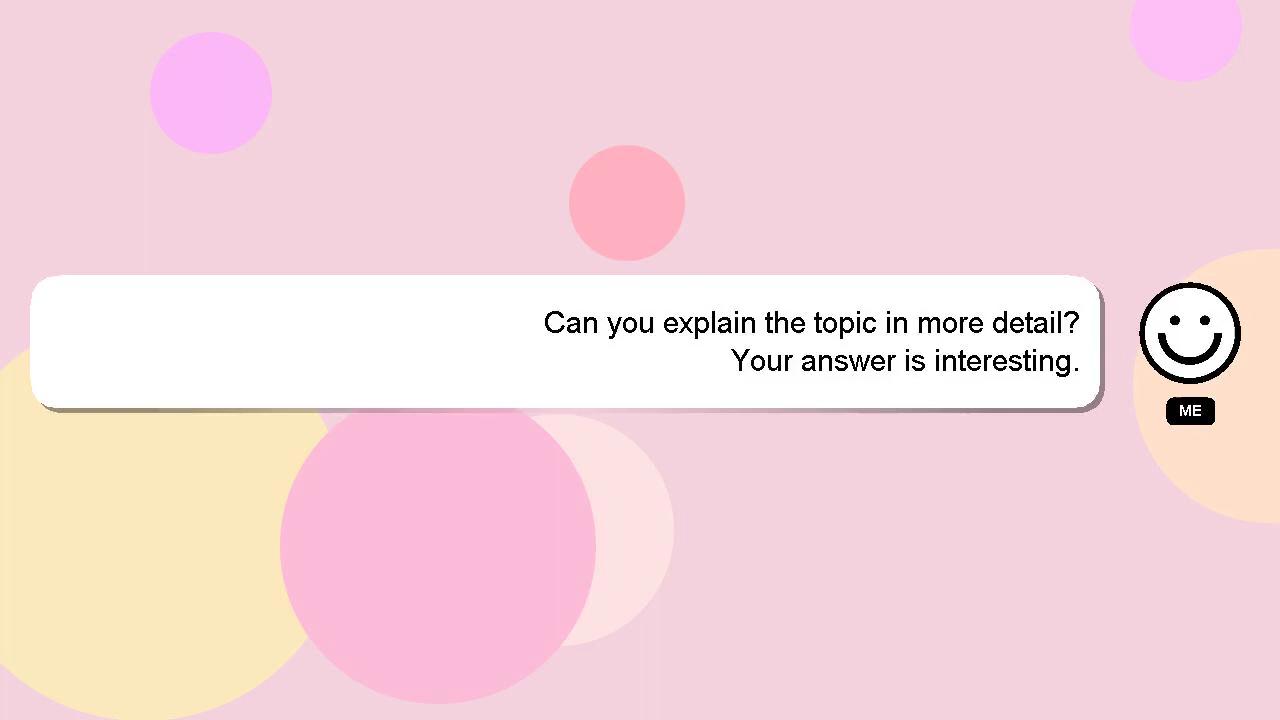 Can you explain the topic in more detail?
Your answer is interesting.
ME